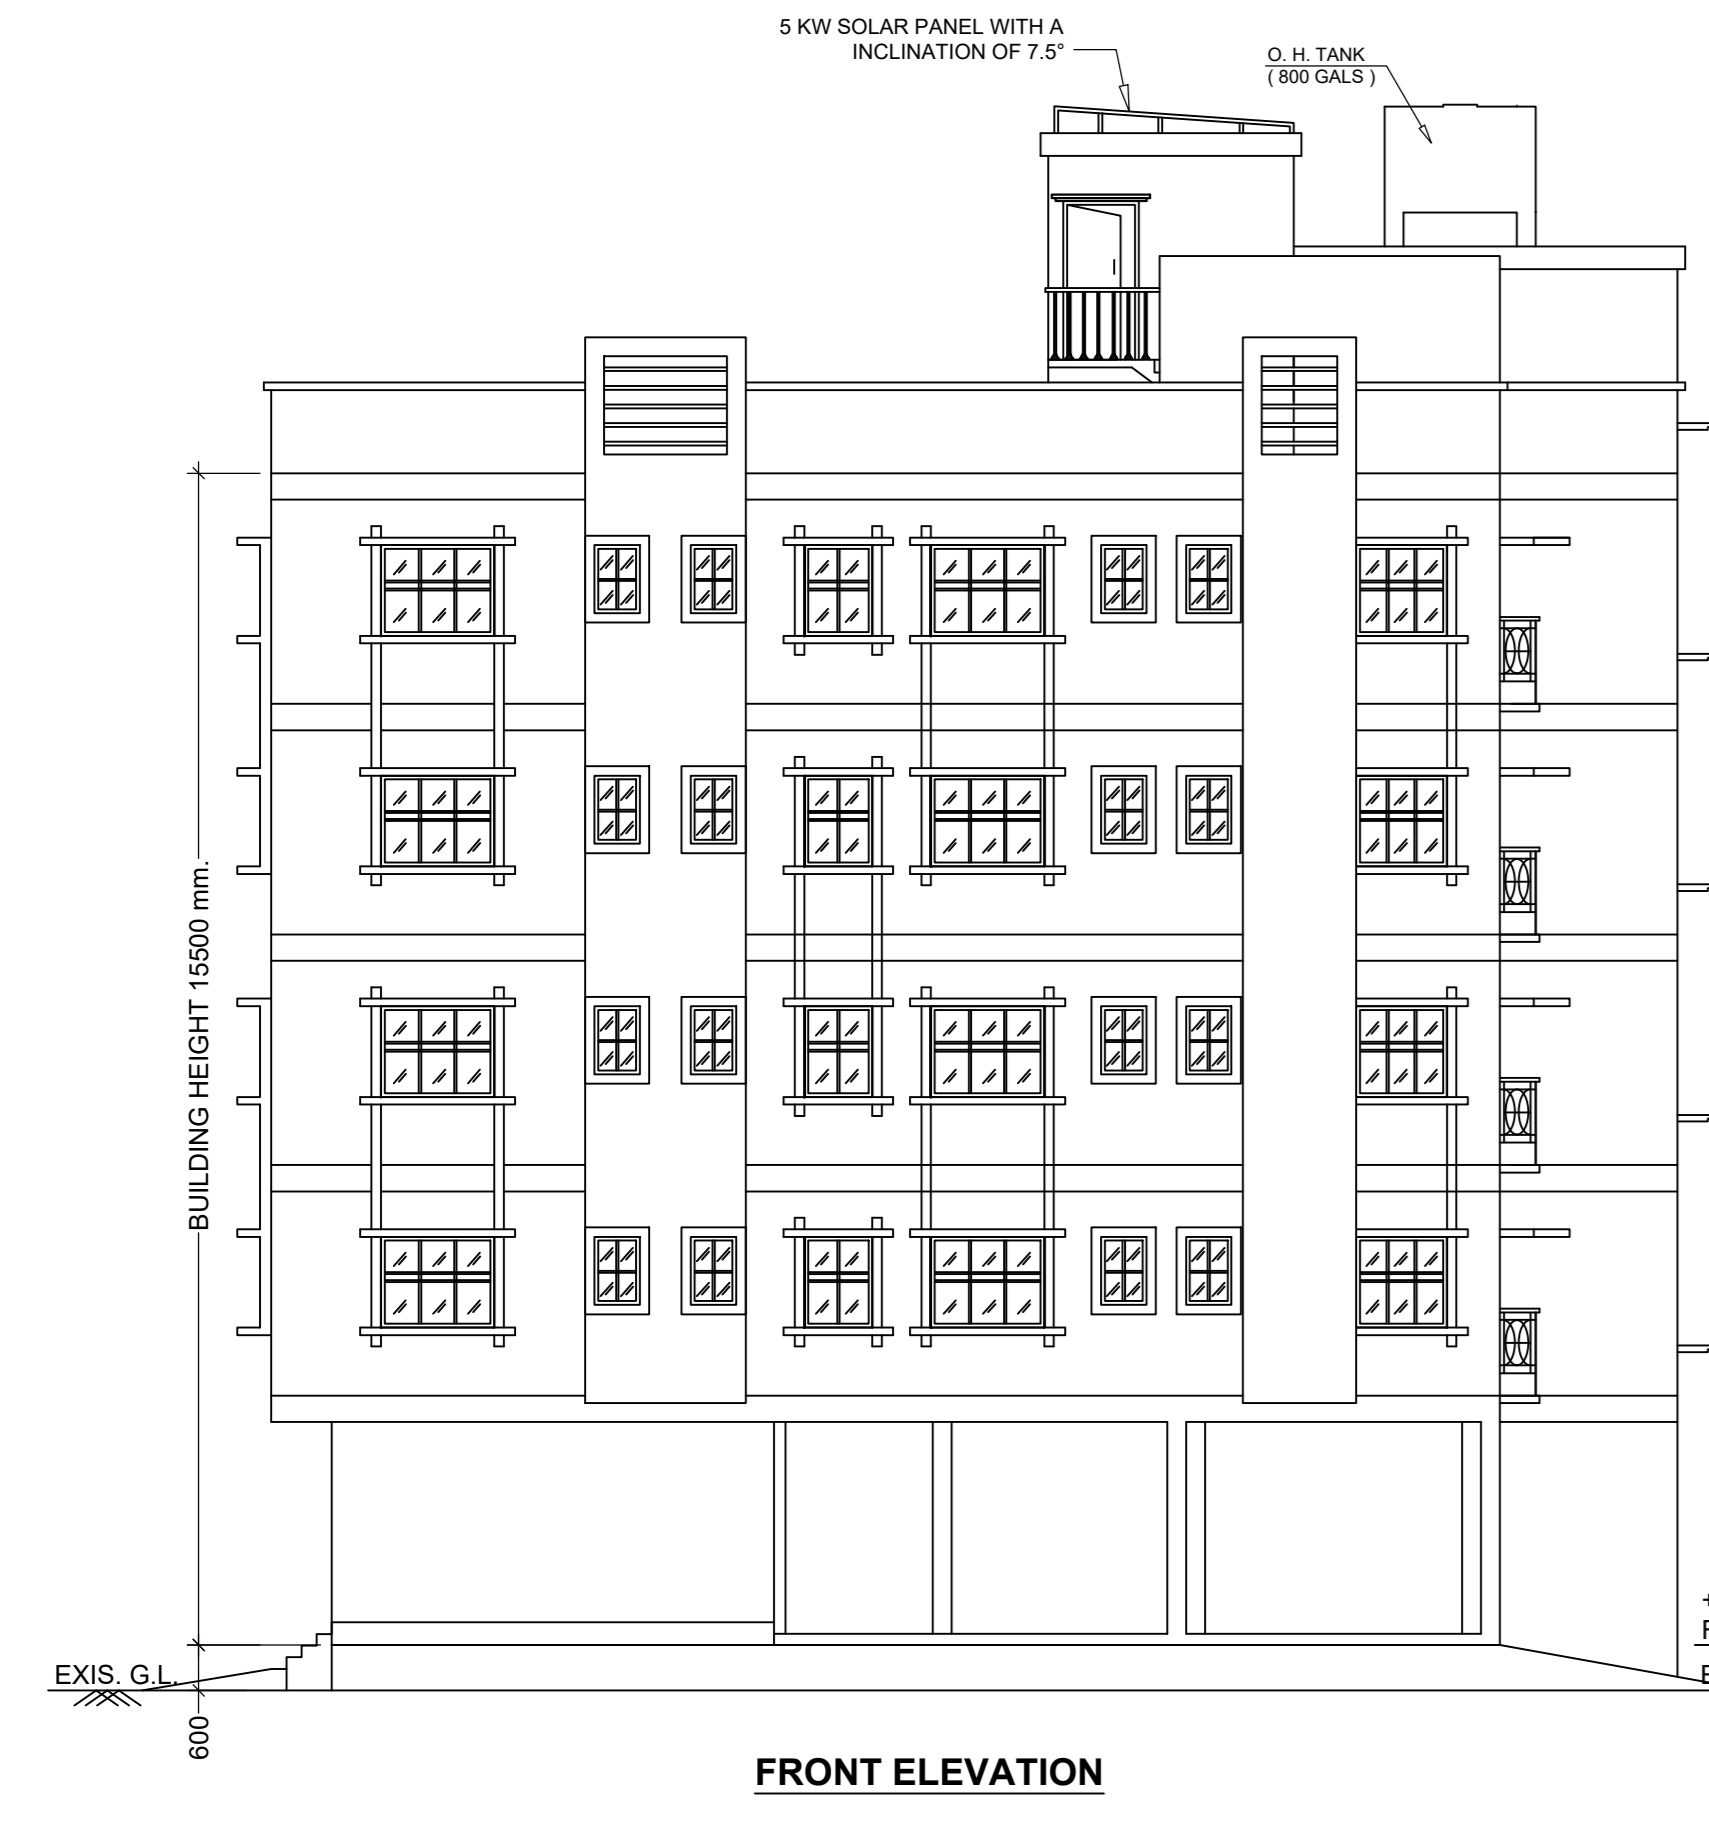 5 KW SOLAR PANEL WITH A
INCLINATION OF 7.5°
O. H. TANK
( 800 GALS )
BUILDING HEIGHT 15500 mm.
EXIS. G.L.
600
FRONT ELEVATION